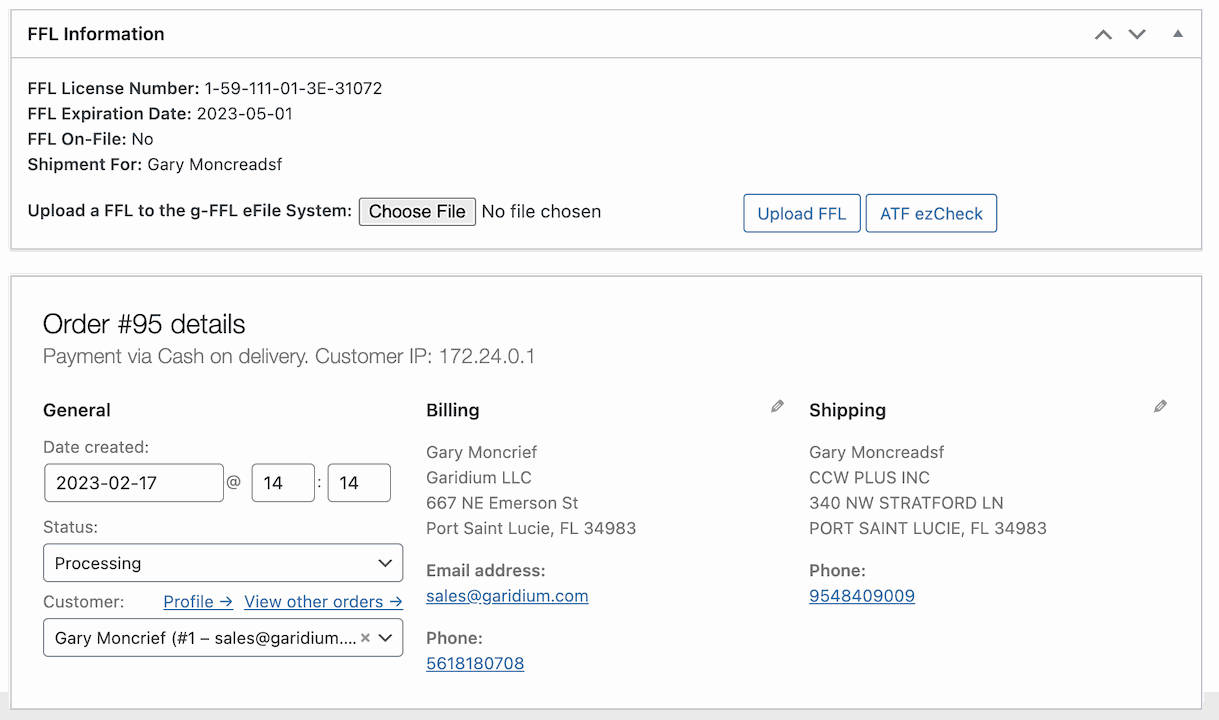 FFL Information
FFL License Number: 1-59-111-01-3E-31072
FFL Expiration Date: 2023-05-01
FFL On-File: No
Shipment For: Gary Moncreadsf
Upload a FFL to the g-FFL eFile System: Choose File No file chosen Upload FFL ATF ezCheck
Order #95 details
Payment via Cash on delivery. Customer IP: 172.24.0.1
General
Date created:
2023-02-17 @ 14 : 14
Status:
Processing
Customer: Profile → View other orders →
Gary Moncrief (#1 – sales@garidium.... ×
Billing
Gary Moncrief
Garidium LLC
667 NE Emerson St
Port Saint Lucie, FL 34983
Email address:
sales@garidium.com
Phone:
5618180708
Shipping
Gary Moncreadsf
CCW PLUS INC
340 NW STRATFORD LN
PORT SAINT LUCIE, FL 34983
Phone:
9548409009